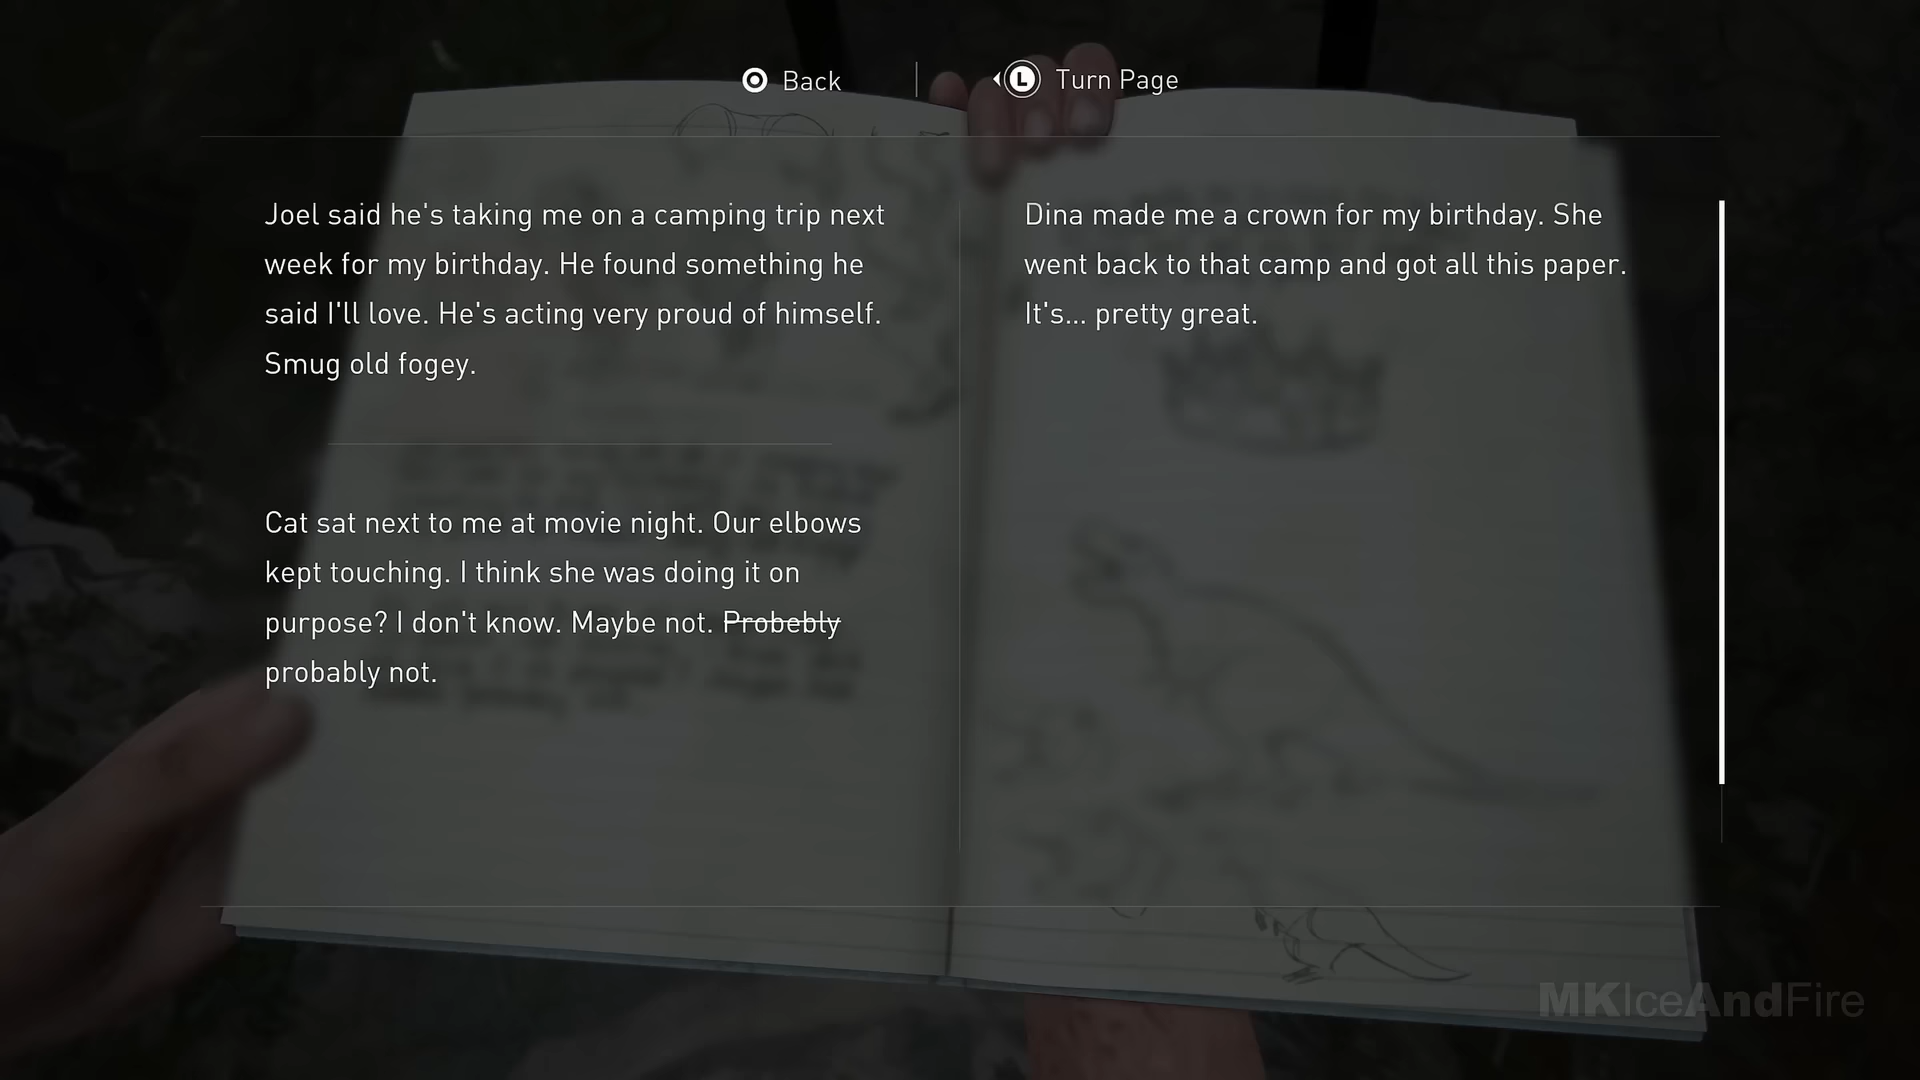 Back
L Turn Page
Joel said he's taking me on a camping trip next
week for my birthday. He found something he
said I'll love. He's acting very proud of himself.
Smug old fogey.
Cat sat next to me at movie night. Our elbows
kept touching. I think she was doing it on
purpose? I don't know. Maybe not. Probebly
probably not.
Dina made me a crown for my birthday. She
went back to that camp and got all this paper.
It's... pretty great.
MKIceAndFire